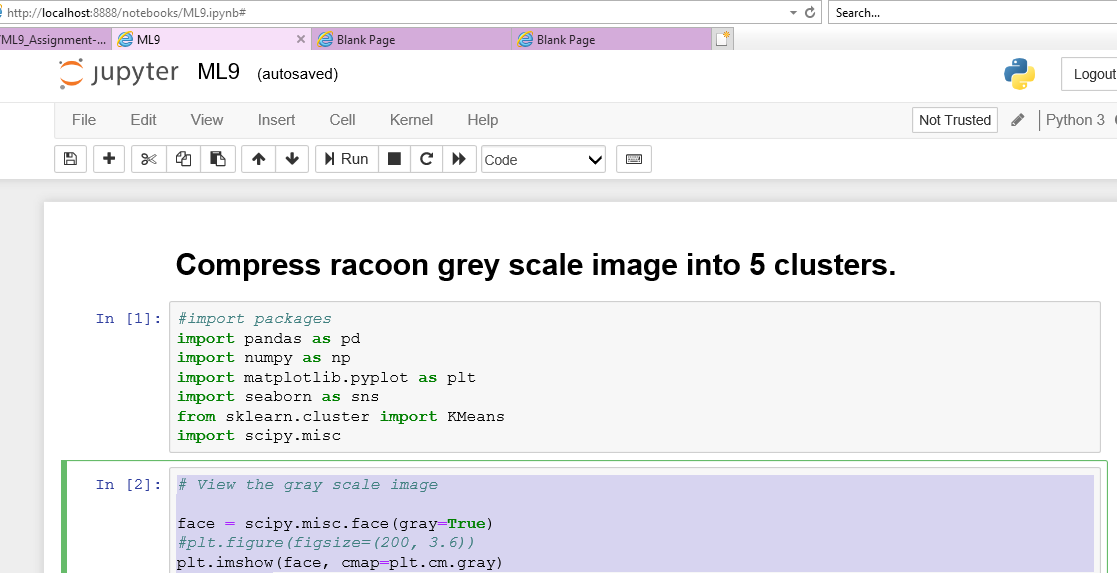 http://localhost:8888/notebooks/ML9.ipynb#
Search...
ML9_Assignment-...
ML9
Blank Page
Blank Page
jupyter ML9 (autosaved)
Logout
File Edit View Insert Cell Kernel Help
Not Trusted
Python 3
Run
Code
Compress racoon grey scale image into 5 clusters.
In [1]: #import packages
import pandas as pd
import numpy as np
import matplotlib.pyplot as plt
import seaborn as sns
from sklearn.cluster import KMeans
import scipy.misc
In [2]: # View the gray scale image
face = scipy.misc.face(gray=True)
#plt.figure(figsize=(200, 3.6))
plt.imshow(face, cmap=plt.cm.gray)